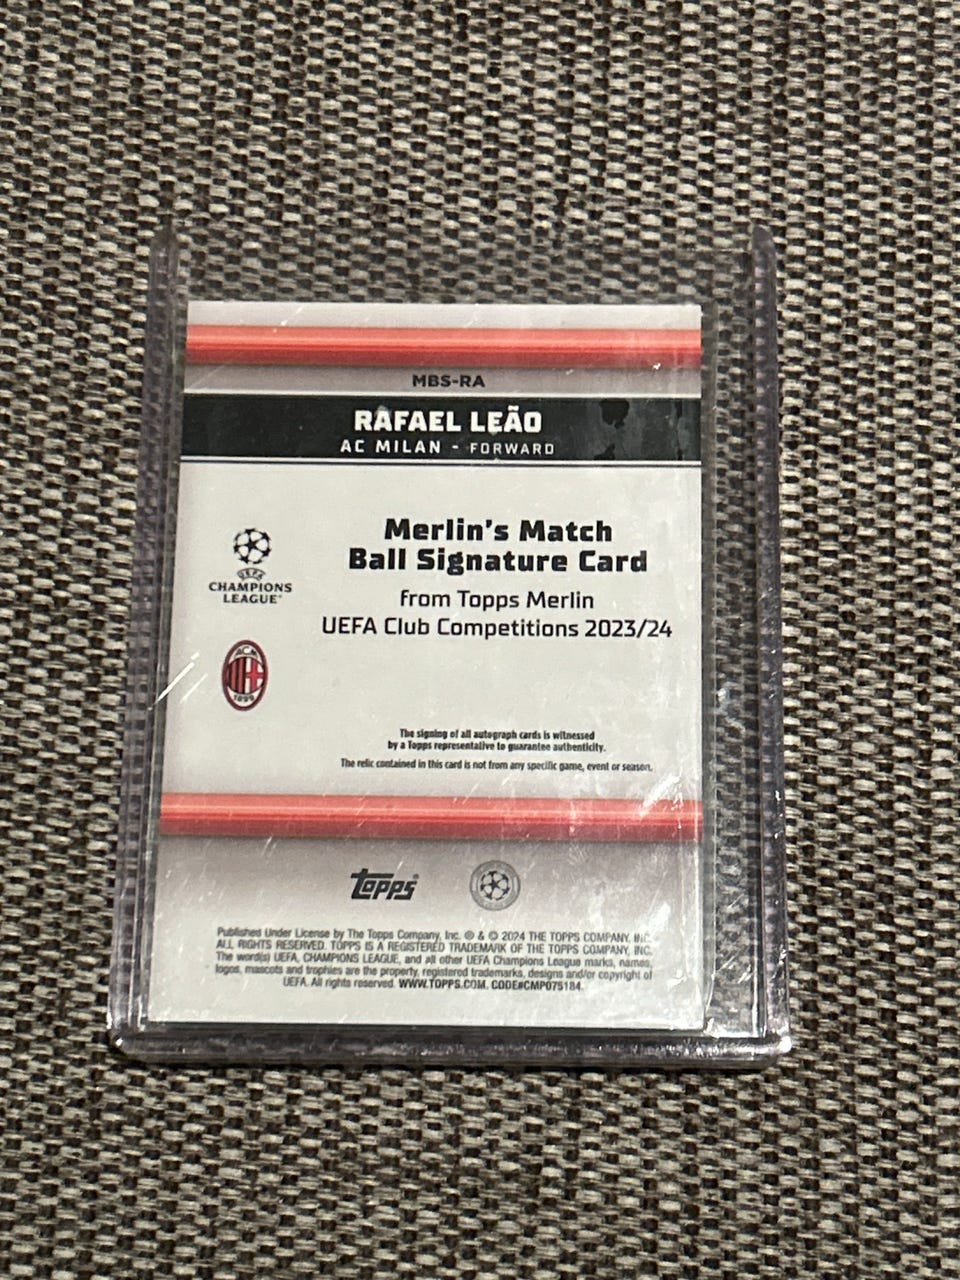 MBS-RA
RAFAEL LEÃO
AC MILAN - FORWARD
Merlin's Match
Ball Signature Card
from Topps Merlin
UEFA Club Competitions 2023/24
UEFA
CHAMPIONS
LEAGUE
ACM
1899
The signing of all autograph cards is witnessed
by a Topps representative to guarantee authenticity.
The relic contained in this card is not from any specific game, event or season.
topps
Published Under License by The Topps Company, Inc. ® & © 2024 THE TOPPS COMPANY, INC.
ALL RIGHTS RESERVED. TOPPS IS A REGISTERED TRADEMARK OF THE TOPPS COMPANY, INC.
The word(s) UEFA, CHAMPIONS LEAGUE, and all other UEFA Champions League marks, names,
logos, mascots and trophies are the property, registered trademarks, designs and/or copyright of
UEFA. All rights reserved. WWW.TOPPS.COM. CODE#CMP075184.